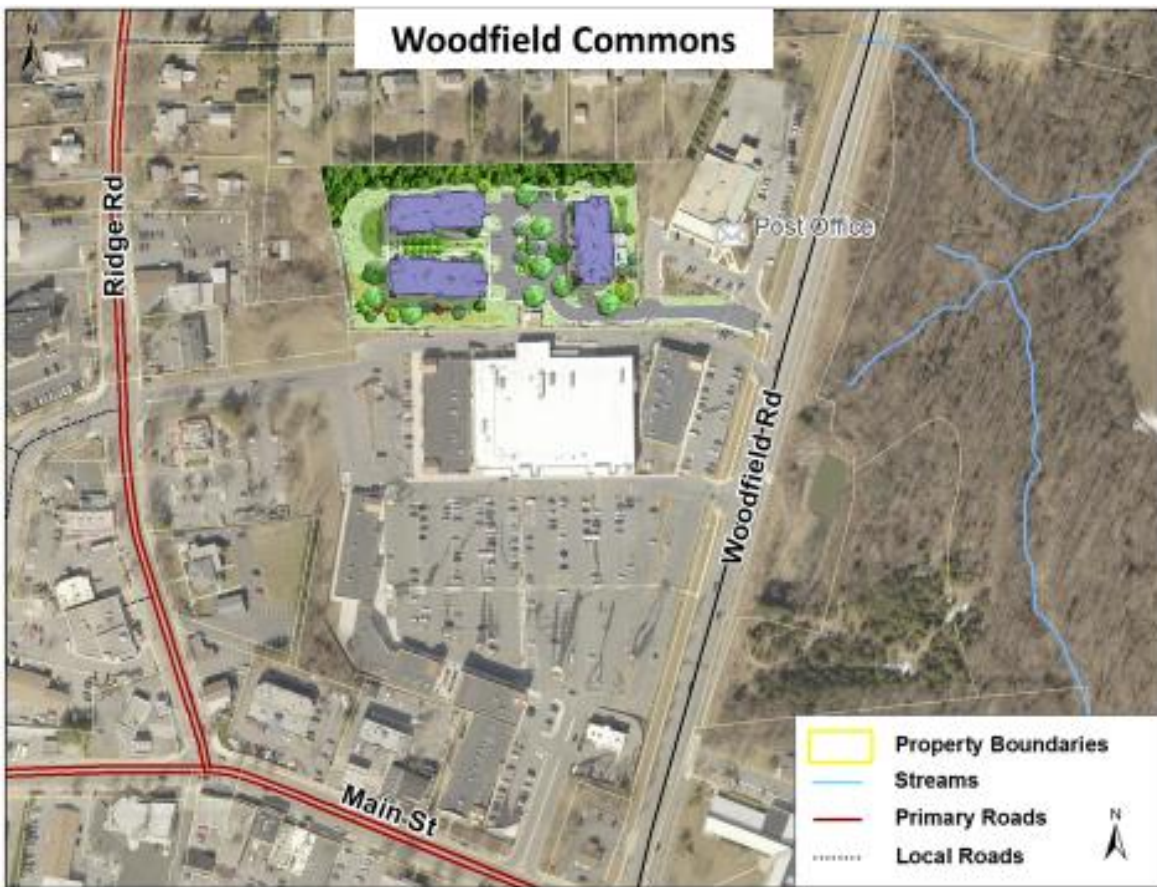 Woodfield Commons
N
Ridge Rd
Post Office
Woodfield Rd
Main St
Property Boundaries
Streams
Primary Roads
Local Roads
N